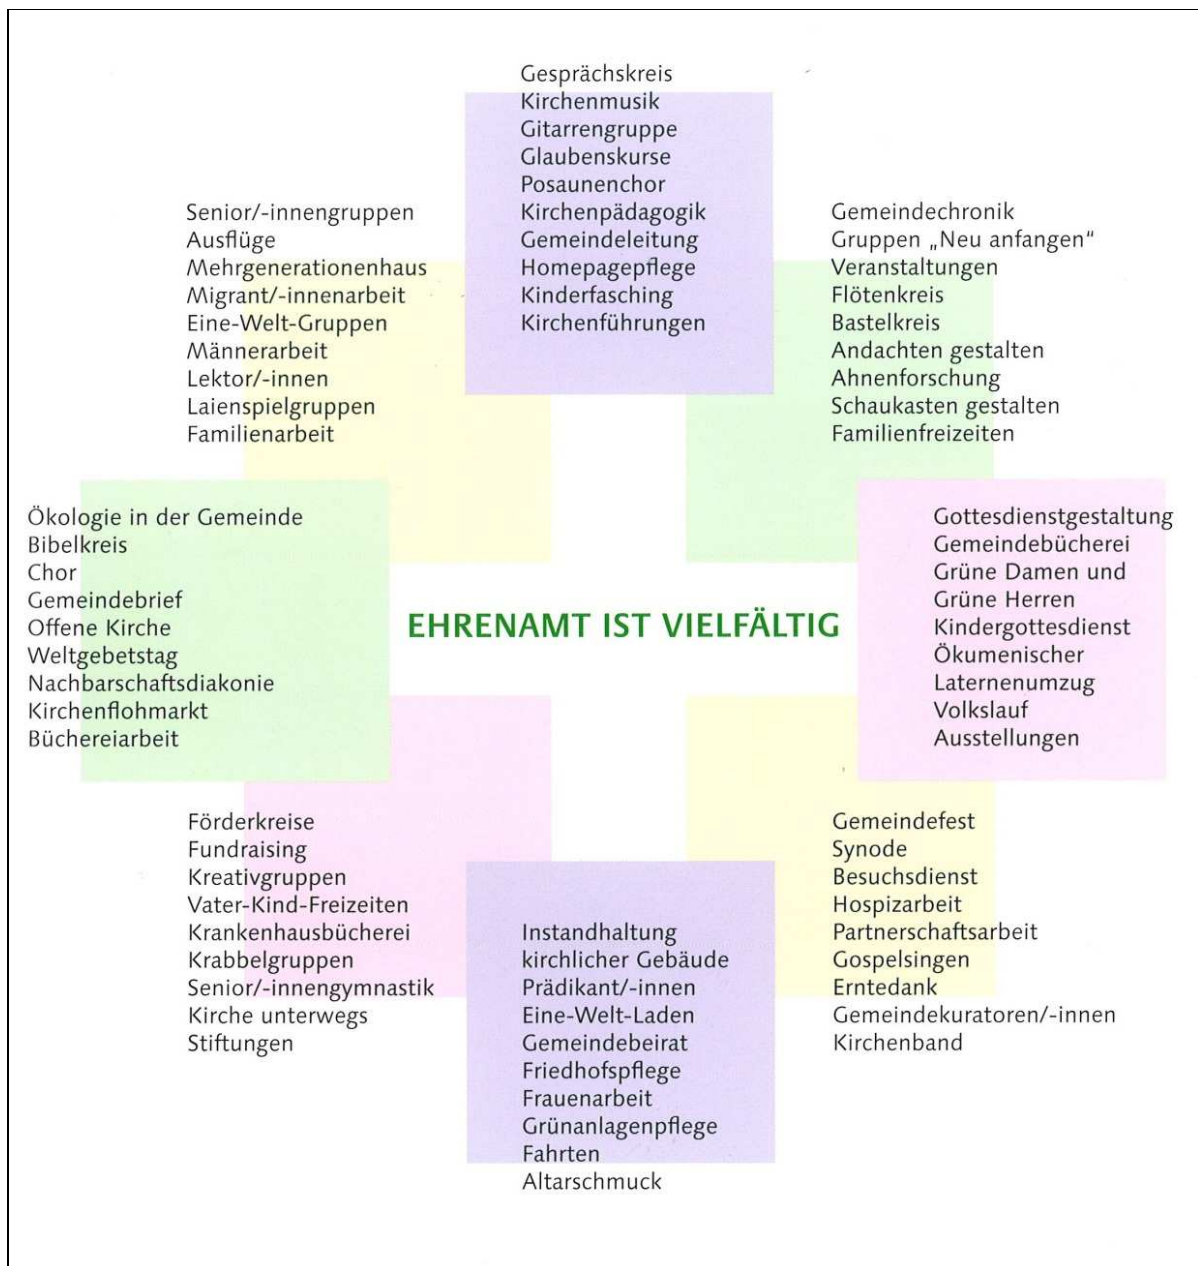 Gesprächskreis
Kirchenmusik
Gitarrengruppe
Glaubenskurse
Posaunenchor
Kirchenpädagogik
Gemeindeleitung
Homepagepflege
Kinderfasching
Kirchenführungen
Senior/-innengruppen
Ausflüge
Mehrgenerationenhaus
Migrant/-innenarbeit
Eine-Welt-Gruppen
Männerarbeit
Lektor/-innen
Laienspielgruppen
Familienarbeit
Gemeindechronik
Gruppen „Neu anfangen“
Veranstaltungen
Flötenkreis
Bastelkreis
Andachten gestalten
Ahnenforschung
Schaukasten gestalten
Familienfreizeiten
Ökologie in der Gemeinde
Bibelkreis
Chor
Gemeindebrief
Offene Kirche
Weltgebetstag
Nachbarschaftsdiakonie
Kirchenflohmarkt
Büchereiarbeit
EHRENAMT IST VIELFÄLTIG
Gottesdienstgestaltung
Gemeindebücherei
Grüne Damen und
Grüne Herren
Kindergottesdienst
Ökumenischer
Laternenumzug
Volkslauf
Ausstellungen
Förderkreise
Fundraising
Kreativgruppen
Vater-Kind-Freizeiten
Krankenhausbücherei
Krabbelgruppen
Senior/-innengymnastik
Kirche unterwegs
Stiftungen
Instandhaltung
kirchlicher Gebäude
Prädikant/-innen
Eine-Welt-Laden
Gemeindebeirat
Friedhofspflege
Frauenarbeit
Grünanlagenpflege
Fahrten
Altarschmuck
Gemeindefest
Synode
Besuchsdienst
Hospizarbeit
Partnerschaftsarbeit
Gospelsingen
Erntedank
Gemeindekuratoren/-innen
Kirchenband